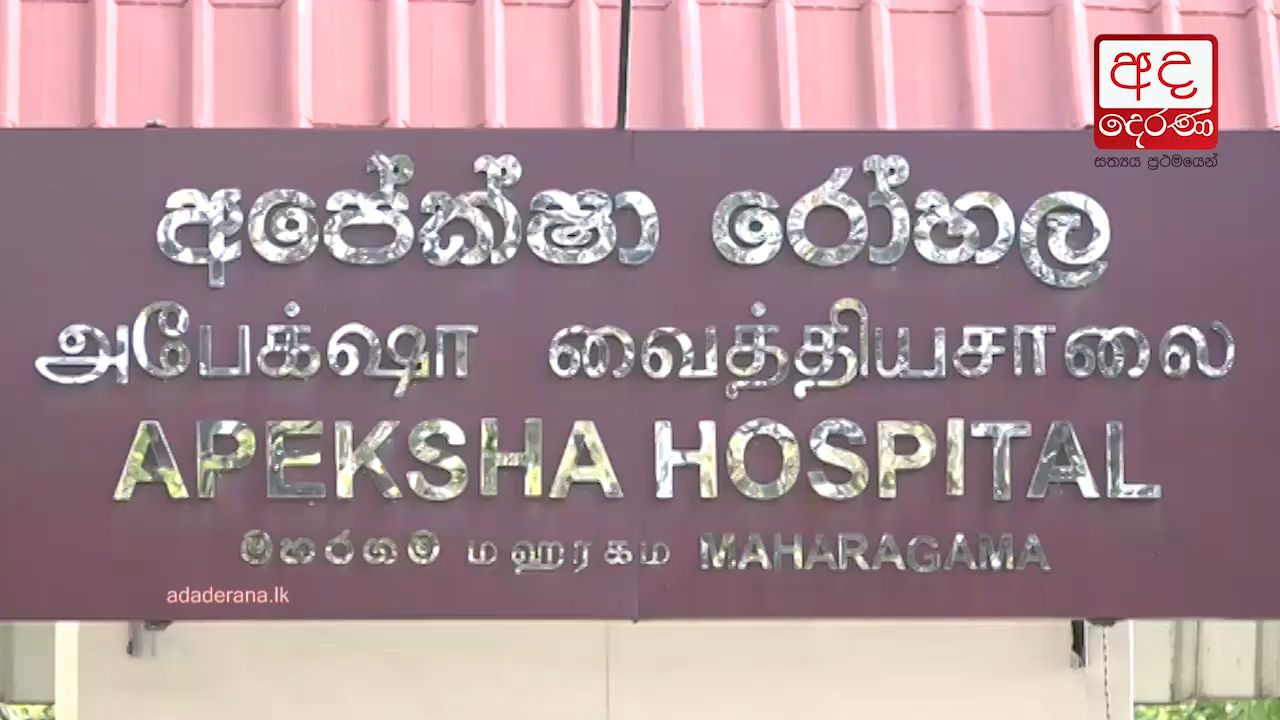 අද
දෙරණ
සත්‍යය ප්‍රථමයෙන්
අපේක්ෂා රෝහල
அபேக்ஷா வைத்தியசாலை
APEKSHA HOSPITAL
මහරගම மஹரகம MAHARAGAMA
adaderana.lk